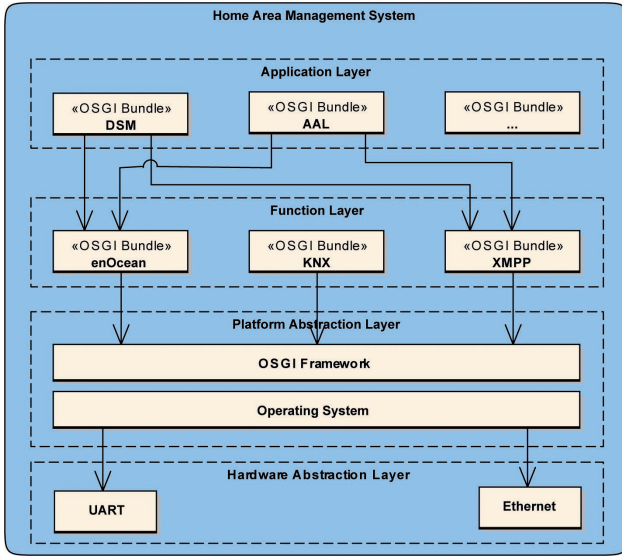 Home Area Management System
Application Layer
«OSGI Bundle»
DSM
«OSGI Bundle»
AAL
«OSGI Bundle»
...
Function Layer
«OSGI Bundle»
enOcean
«OSGI Bundle»
KNX
«OSGI Bundle»
XMPP
Platform Abstraction Layer
OSGI Framework
Operating System
Hardware Abstraction Layer
UART
Ethernet